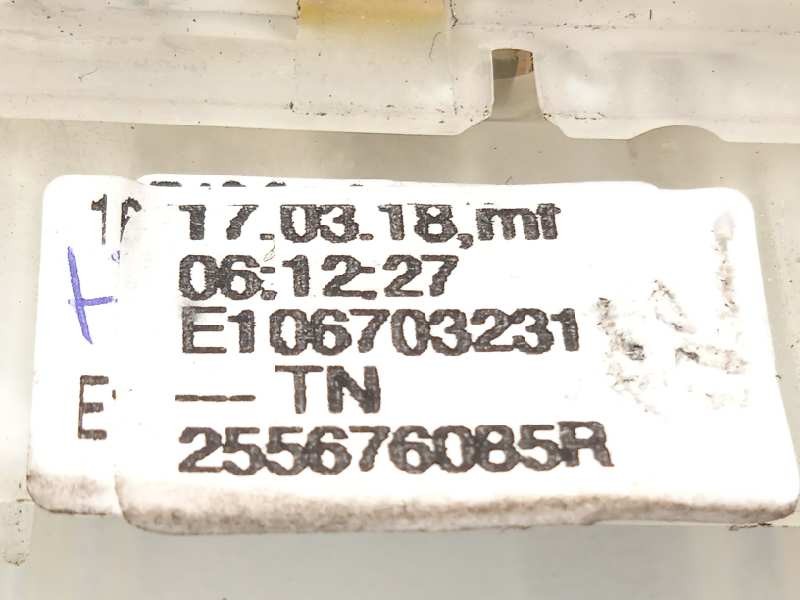 17.03.18,mf
06:12:27
E106703231
— TN
255676085R